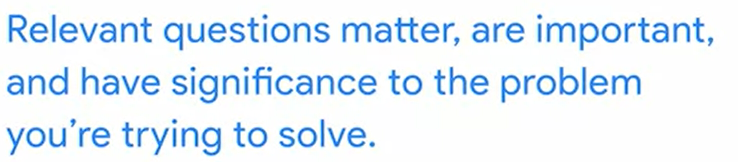 Relevant questions matter, are important,
and have significance to the problem
you’re trying to solve.